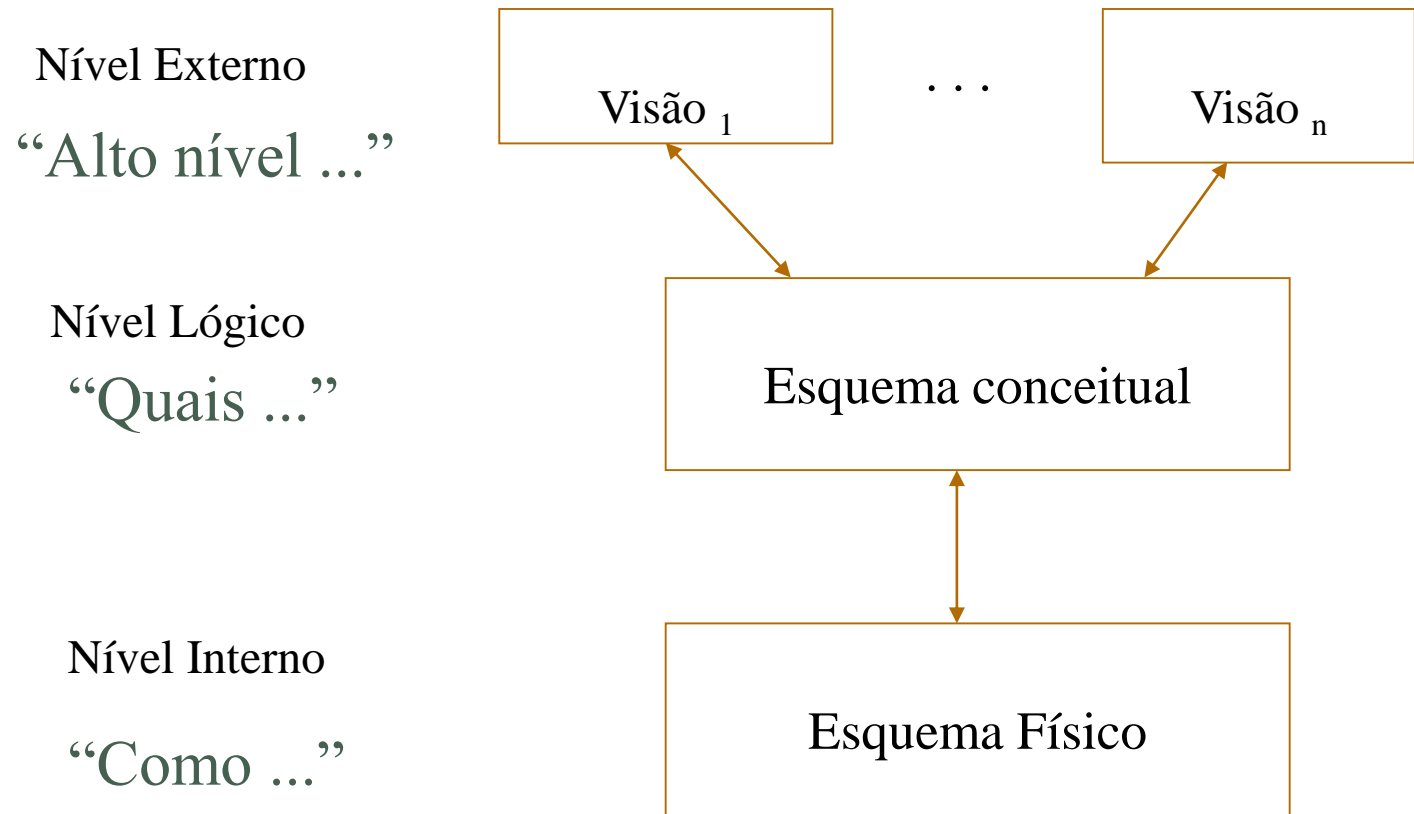 Nível Externo
“Alto nível ...”
Visão 1
. . .
Visão n
Nível Lógico
“Quais ...”
Esquema conceitual
Nível Interno
“Como ...”
Esquema Físico